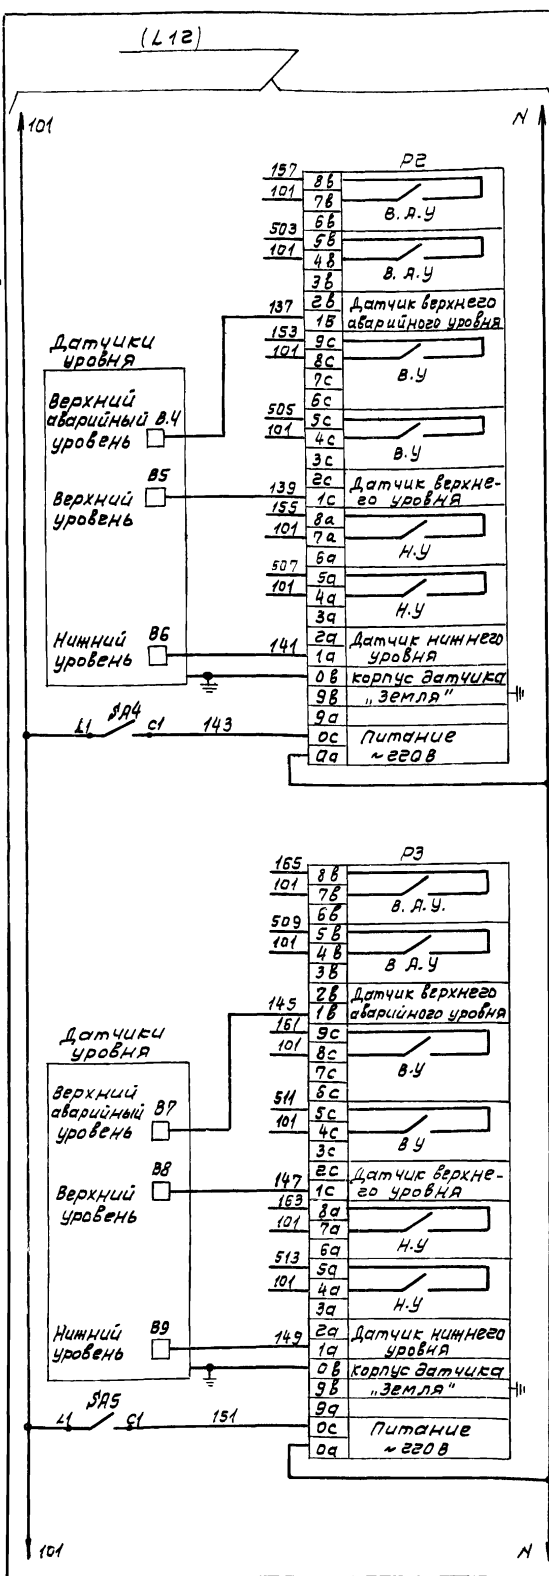 (L12)
101
N
Р2
157 8в
101 7в
В.А.У
6в
503 5в
101 4в
В.А.У
3в
137 2в Датчик верхнего
1Б аварийного уровня
153 9с
101 8с
В.У
7с
6с
505 5с
101 4с
В.У
3с
2с Датчик верхне-
139 1с го уровня
155 8а
101 7а
Н.У
6а
507 5а
101 4а
Н.У
3а
2а Датчик нижнего
141 1а уровня
0в корпус датчика
9в „Земля"
9а
143 0с Питание
0а ~220В
Датчики
уровня
Верхний
аварийный В.4
уровень
Верхний В5
уровень
Нижний В6
уровень
L1 SA4 C1
Р3
165 8в
101 7в
В.А.У.
6в
509 5в
101 4в
В А.У
3в
2в Датчик верхнего
145 1в аварийного уровня
161 9с
101 8с
В.У
7с
6с
511 5с
101 4с
В У
3с
2с Датчик верхне-
147 1с го уровня
163 8а
101 7а
Н.У
6а
513 5а
101 4а
Н.У
3а
2а Датчик нижнего
149 1а уровня
0в корпус датчика
9в „Земля"
9а
151 0с Питание
0а ~220В
Датчики
уровня
Верхний
аварийный В7
уровень
Верхний В8
уровень
Нижний В9
уровень
L1 SA5 C1
101
N